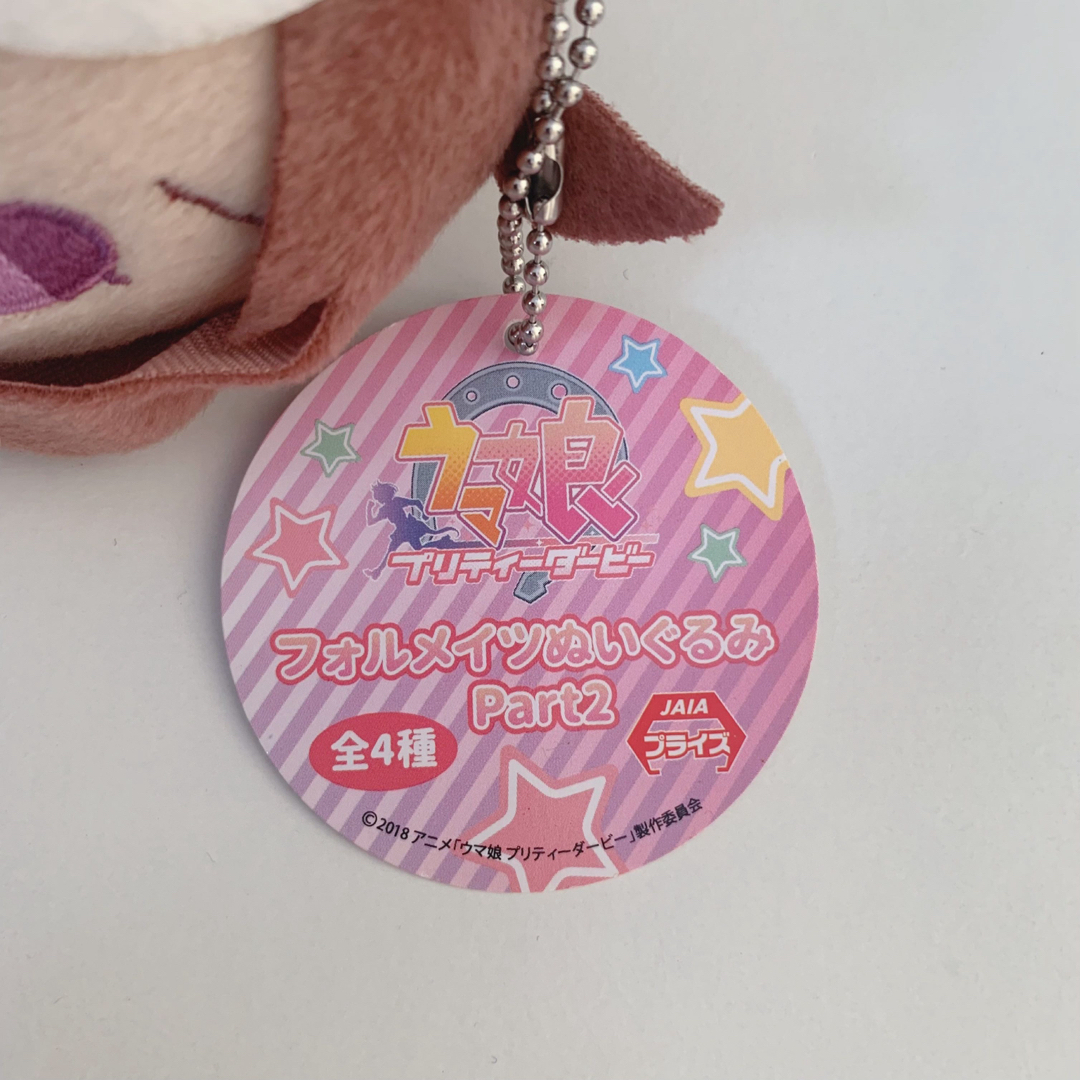 ウマ娘
プリティーダービー
フォルメイツぬいぐるみ
Part2
全4種
JAIA
プライズ
©2018 アニメ「ウマ娘 プリティーダービー」製作委員会